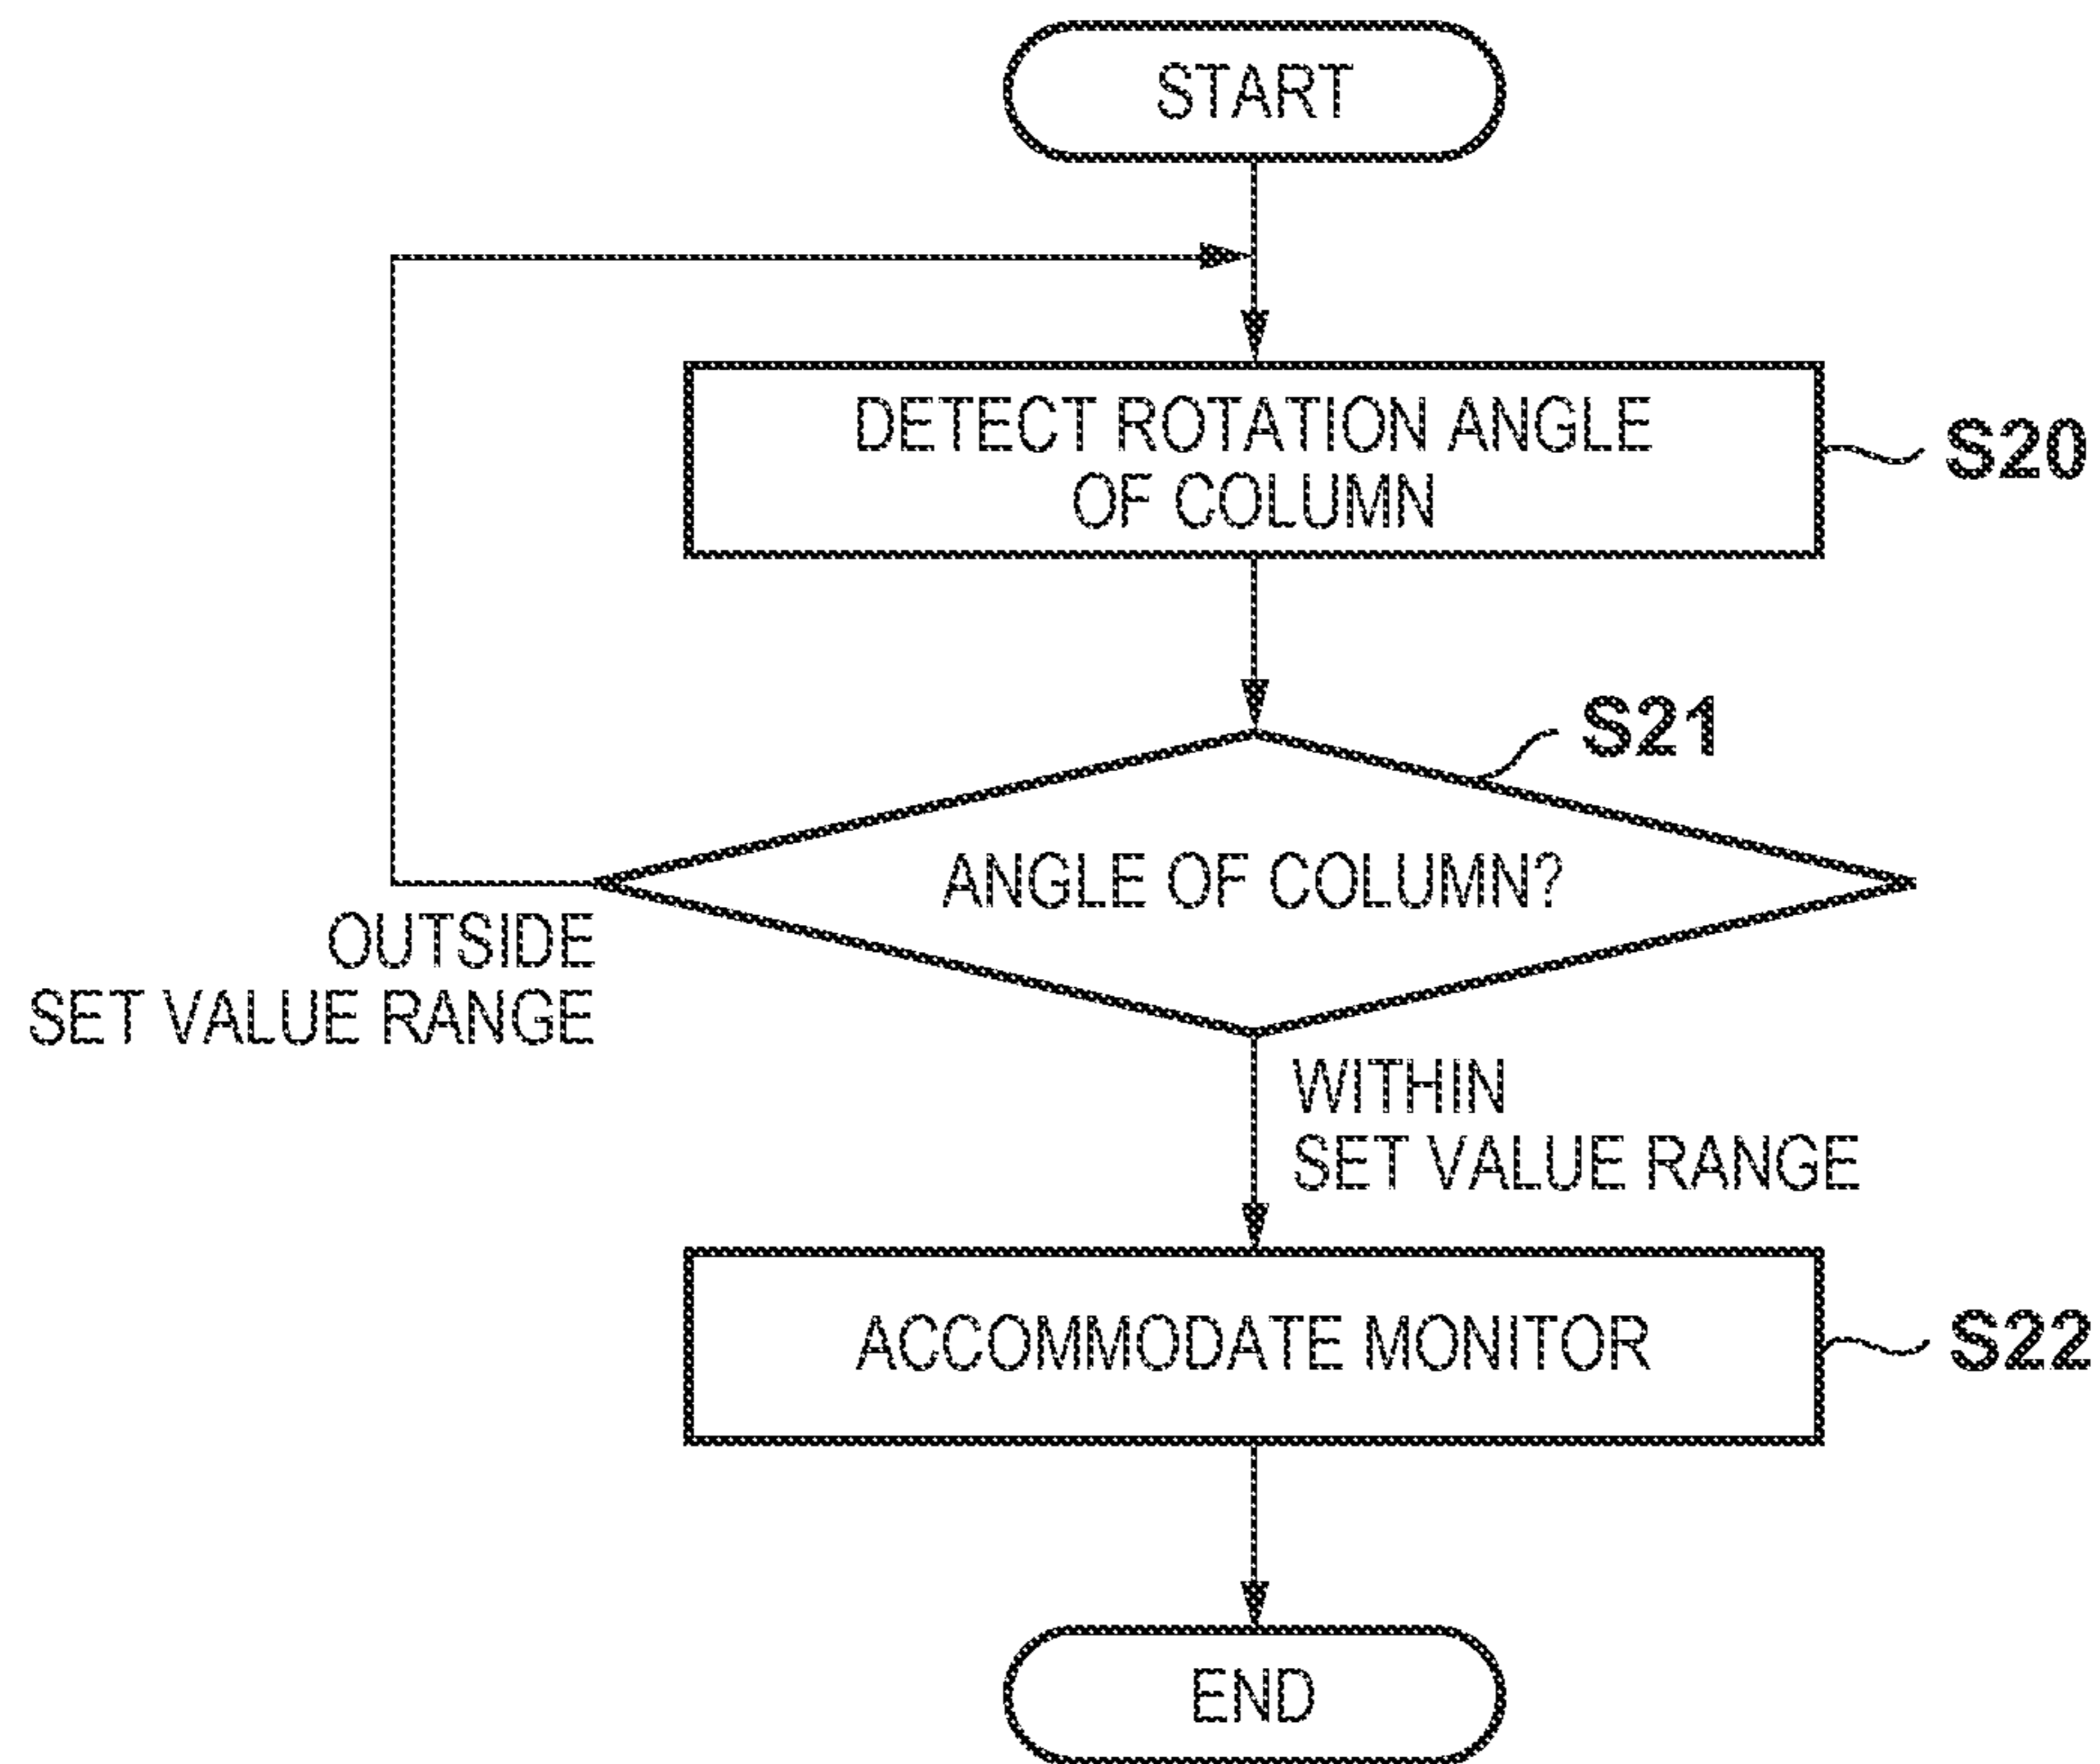 START
DETECT ROTATION ANGLE
OF COLUMN
S20
S21
ANGLE OF COLUMN?
OUTSIDE
SET VALUE RANGE
WITHIN
SET VALUE RANGE
ACCOMMODATE MONITOR
S22
END